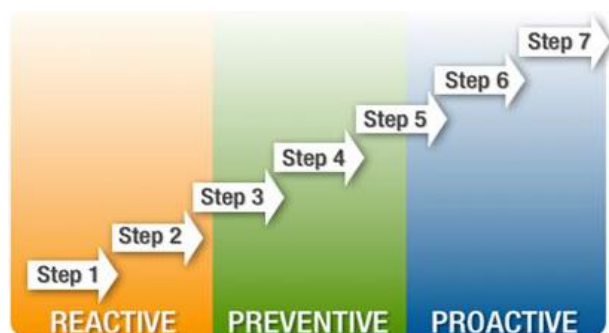 Step 7
Step 6
Step 5
Step 4
Step 3
Step 2
Step 1
REACTIVE
PREVENTIVE
PROACTIVE